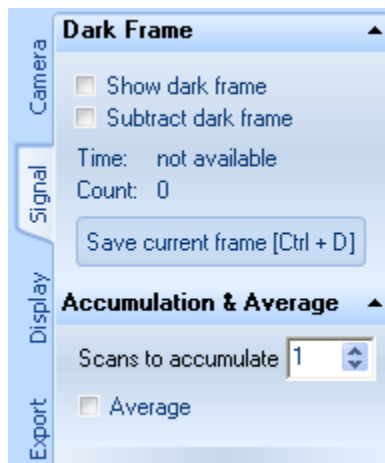 Camera
Signal
Display
Export
Dark Frame
Show dark frame
Subtract dark frame
Time: not available
Count: 0
Save current frame [Ctrl + D]
Accumulation & Average
Scans to accumulate 1
Average